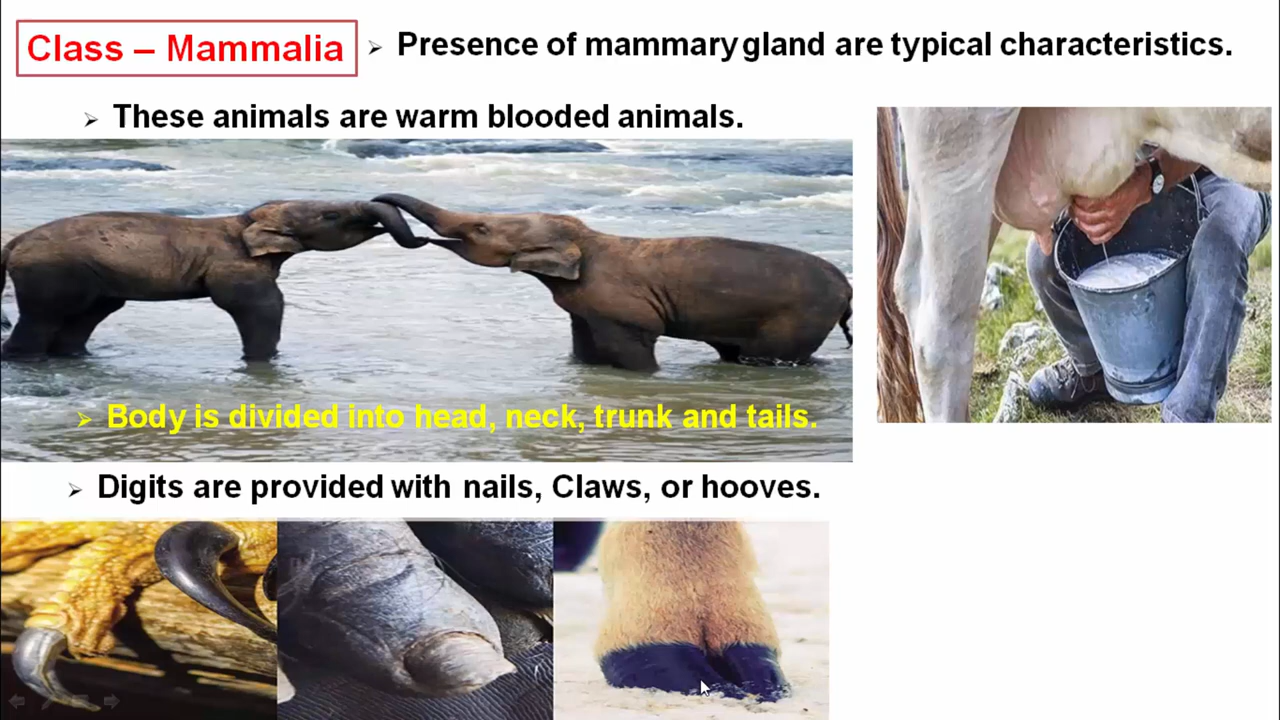 Class – Mammalia
➢ Presence of mammary gland are typical characteristics.
➢ These animals are warm blooded animals.
➢ Body is divided into head, neck, trunk and tails.
➢ Digits are provided with nails, Claws, or hooves.